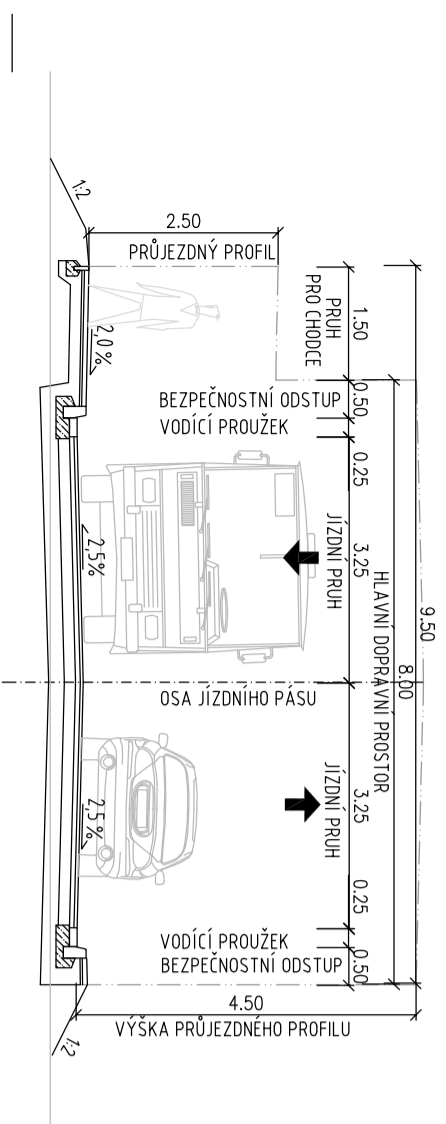 9.50
8.00
HLAVNÍ DOPRAVNÍ PROSTOR
1.50
0.50
0.25
3.25
3.25
0.25
0.50
PRUH
PRO CHODCE
JÍZDNÍ PRUH
JÍZDNÍ PRUH
2.50
PRŮJEZDNÝ PROFIL
BEZPEČNOSTNÍ ODSTUP
VODÍCÍ PROUŽEK
OSA JÍZDNÍHO PÁSU
VODÍCÍ PROUŽEK
BEZPEČNOSTNÍ ODSTUP
4.50
VÝŠKA PRŮJEZDNÉHO PROFILU
1:2
2,0%
2,5%
2,5%
1:2